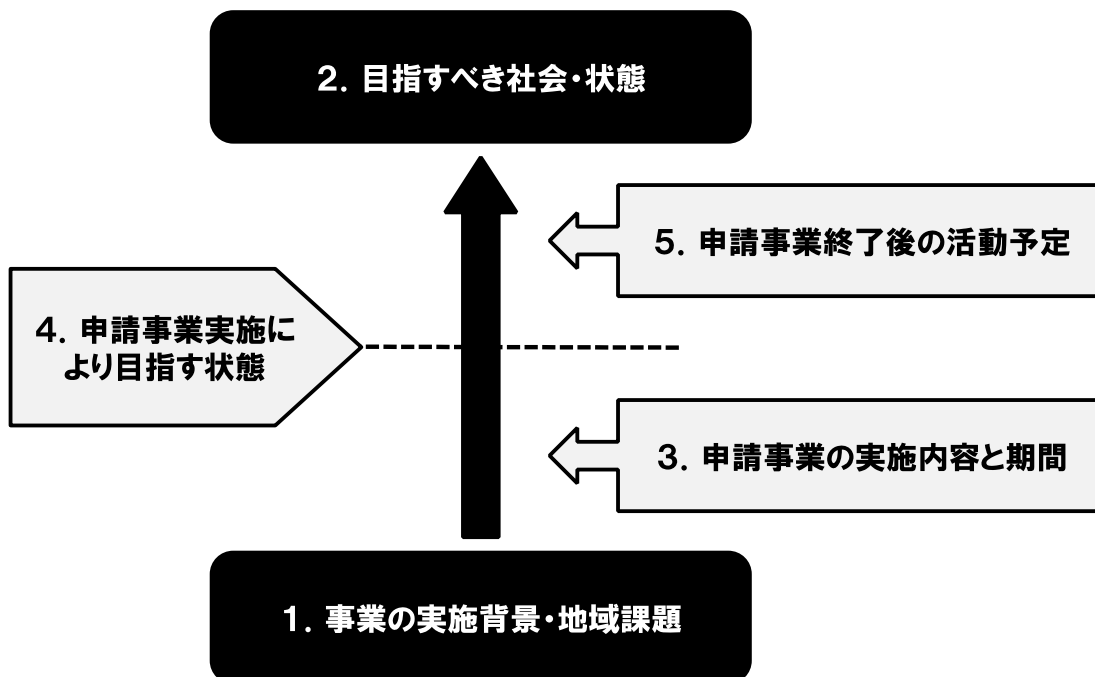 2. 目指すべき社会・状態
5. 申請事業終了後の活動予定
4. 申請事業実施に
より目指す状態
3. 申請事業の実施内容と期間
1. 事業の実施背景・地域課題